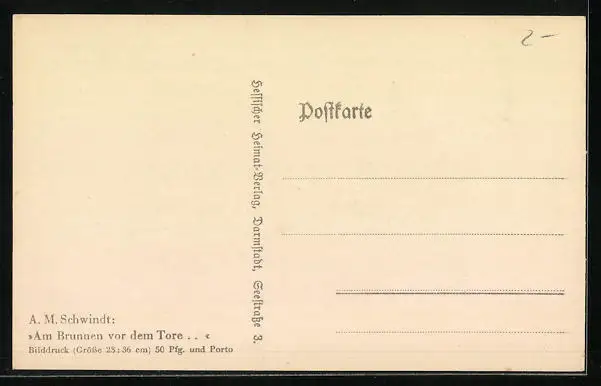 2-
Postkarte
Hessischer Heimat-Verlag, Darmstadt, Seestraße 3.
A. M. Schwindt:
»Am Brunnen vor dem Tore . . «
Bilddruck (Größe 28:36 cm) 50 Pfg. und Porto